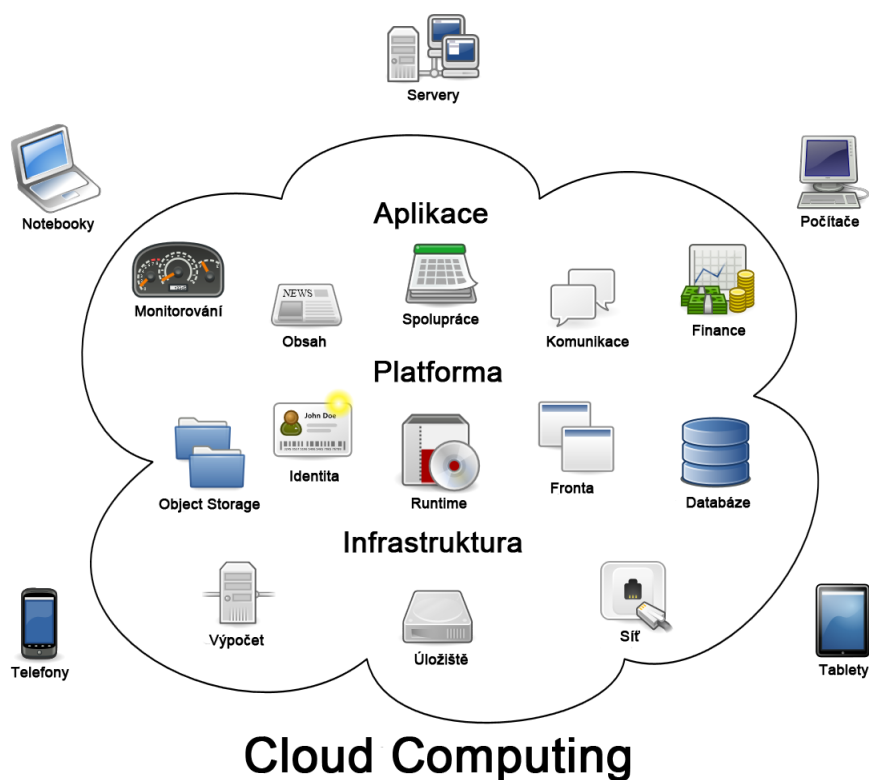 Servery
Notebooky
Počítače
Aplikace
Monitorování
NEWS
Obsah
Spolupráce
Komunikace
Finance
Platforma
John Doe
Object Storage
Identita
Runtime
Fronta
Databáze
Infrastruktura
Výpočet
Úložiště
Síť
Telefony
Tablety
Cloud Computing